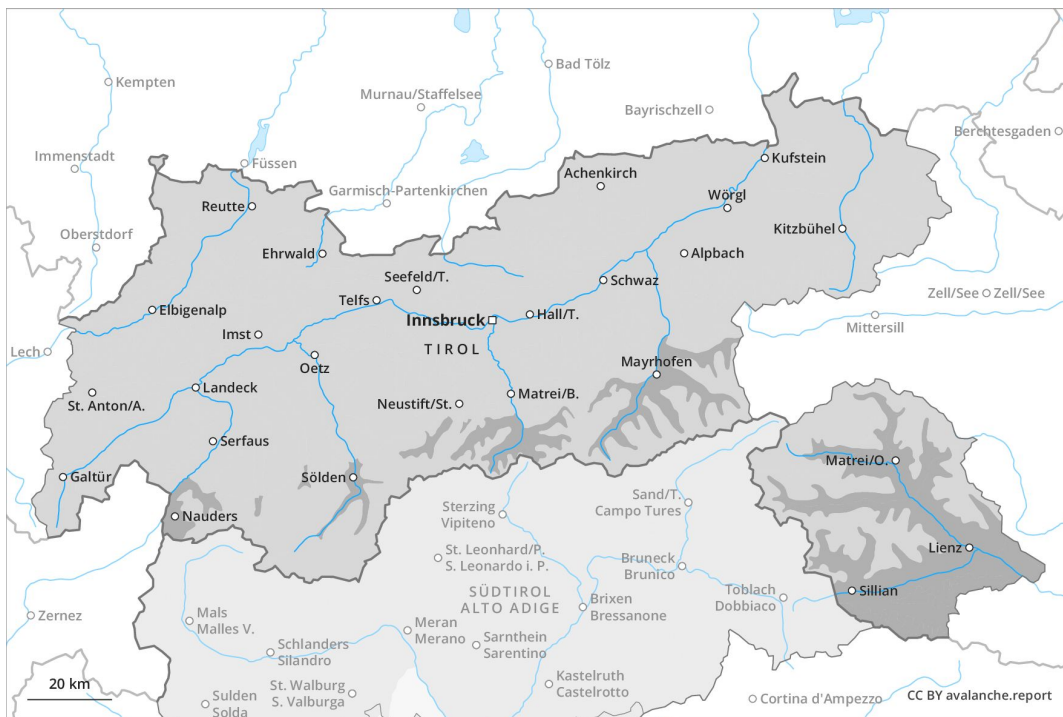 Kempten
Bad Tölz
Murnau/Staffelsee
Bayrischzell
Berchtesgaden
Immenstadt
Füssen
Kufstein
Achenkirch
Garmisch-Partenkirchen
Reutte
Wörgl
Kitzbühel
Oberstdorf
Ehrwald
Alpbach
Seefeld/T.
Schwaz
Zell/See
Zell/See
Telfs
Elbigenalp
Hall/T.
Innsbruck
Mittersill
Imst
TIROL
Lech
Oetz
Mayrhofen
Landeck
St. Anton/A.
Neustift/St.
Matrei/B.
Serfaus
Matrei/O.
Galtür
Sölden
Sand/T.
Campo Tures
Sterzing
Vipiteno
Nauders
Lienz
St. Leonhard/P.
S. Leonardo i. P.
Bruneck
Brunico
SÜDTIROL
ALTO ADIGE
Toblach
Dobbiaco
Sillian
Brixen
Bressanone
Zernez
Mals
Malles V.
Meran
Merano
Sarnthein
Sarentino
Schlanders
Silandro
Kastelruth
Castelrotto
20 km
St. Walburg
S. Valburga
Sulden
Solda
Cortina d'Ampezzo
CC BY avalanche.report